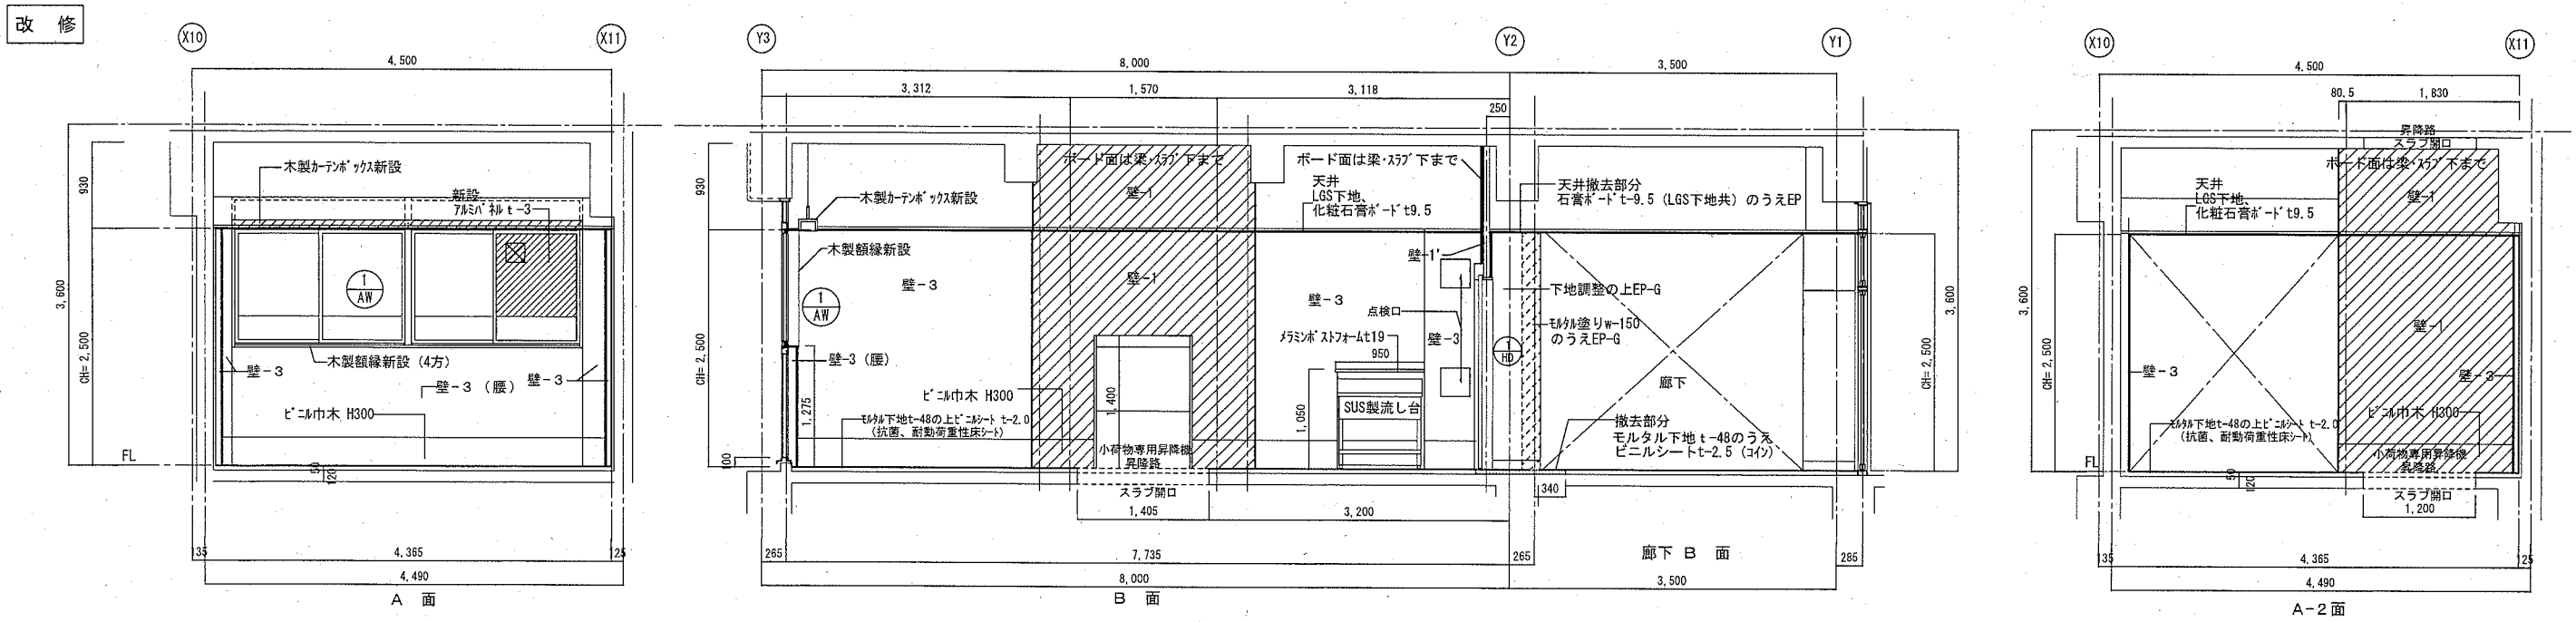 改 修
X10
X11
4,500
930
3,600
CH=2,500
木製ｶｰﾃﾝﾎﾞｯｸｽ新設
新設
ｱﾙﾐﾊﾟﾈﾙ t-3
1
AW
木製額縁新設 (4方)
壁-3
壁-3 (腰)
壁-3
ﾋﾞﾆﾙ巾木 H300
FL
50
120
135
4,365
125
4,490
A 面
Y3
Y2
Y1
8,000
3,500
3,312
1,570
3,118
250
930
CH=2,500
ボード面は梁･ｽﾗﾌﾞ下まで
壁-1
ボード面は梁･ｽﾗﾌﾞ下まで
天井
LGS下地、
化粧石膏ﾎﾞｰﾄﾞt9.5
天井撤去部分
石膏ﾎﾞｰﾄﾞt-9.5 (LGS下地共) のうえEP
木製ｶｰﾃﾝﾎﾞｯｸｽ新設
木製額縁新設
壁-3
1
AW
壁-1
壁-1'
壁-3
点検口
壁-3
下地調整の上EP-G
ﾓﾙﾀﾙ塗りw-150
のうえEP-G
ﾒﾗﾐﾝﾎﾟｽﾄﾌｫｰﾑt19
950
1
HD
壁-3 (腰)
1,275
ﾋﾞﾆﾙ巾木 H300
1,400
ﾓﾙﾀﾙ下地t-48の上ﾋﾞﾆﾙｼｰﾄ t-2.0
(抗菌、耐動荷重性床ｼｰﾄ)
1,050
SUS製流し台
廊下
撤去部分
モルタル下地t-48のうえ
ビニルシートt-2.5 (ｺｲﾝ)
小荷物専用昇降機
昇降路
100
スラブ開口
340
1,405
3,200
265
7,735
265
285
廊下 B 面
8,000
3,500
B 面
3,600
CH=2,500
X10
X11
4,500
80.5
1,830
昇降路
スラブ開口
ボード面は梁･ｽﾗﾌﾞ下まで
壁-1
天井
LGS下地、
化粧石膏ﾎﾞｰﾄﾞt9.5
3,600
CH=2,500
壁-1
壁-3
壁-3
ﾋﾞﾆﾙ巾木 H300
ﾓﾙﾀﾙ下地t-48の上ﾋﾞﾆﾙｼｰﾄ t-2.0
(抗菌、耐動荷重性床ｼｰﾄ)
小荷物専用昇降機
昇降路
FL
50
120
スラブ開口
1,200
135
4,365
125
4,490
A-2面